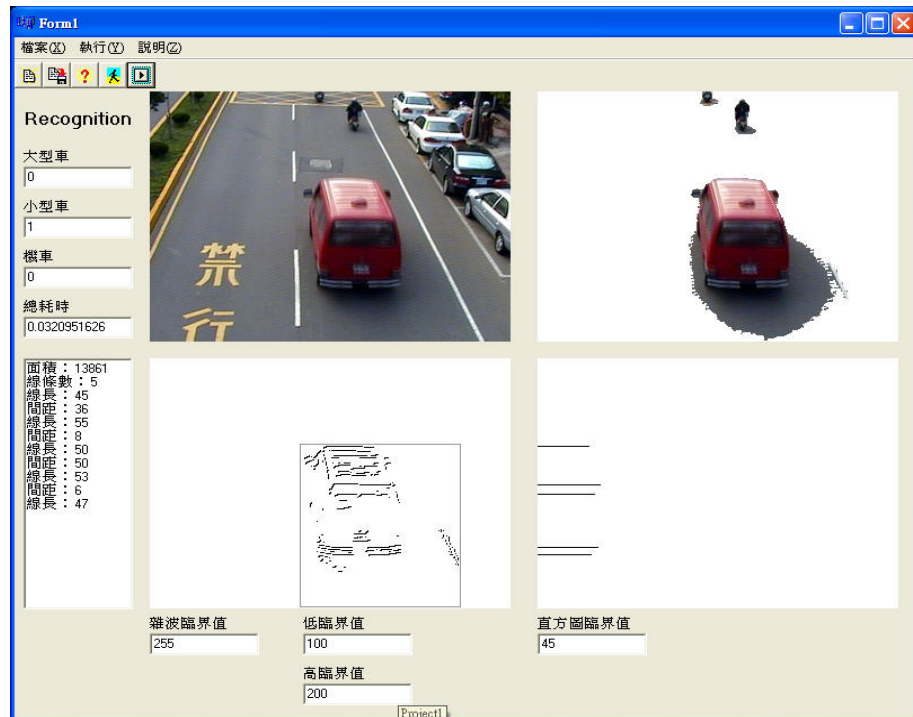 Form1
檔案(X) 執行(Y) 說明(Z)
Recognition
大型車
0
小型車
1
機車
0
總耗時
0.0320951626
禁
行
面積：13861
線條數：5
線長：45
間距：36
線長：55
間距：8
線長：50
間距：50
線長：53
間距：6
線長：47
雜波臨界值
255
低臨界值
100
高臨界值
200
直方圖臨界值
45
Project1